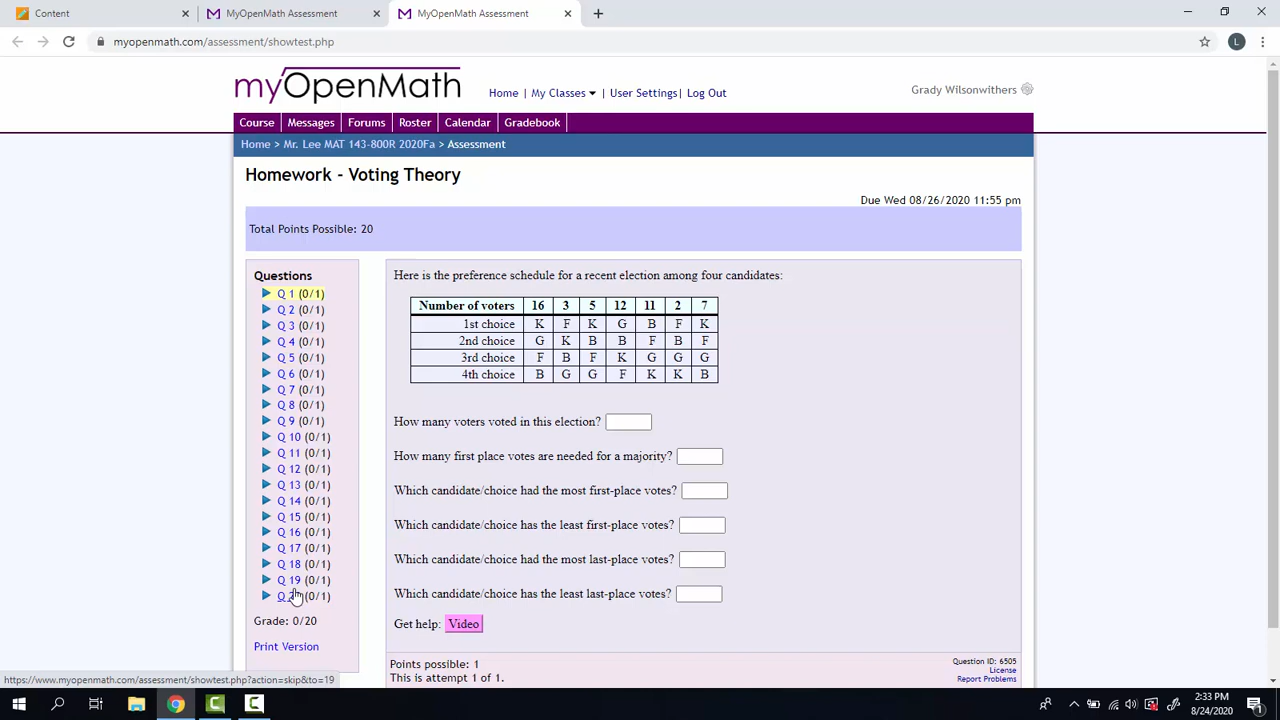 Content
MyOpenMath Assessment
MyOpenMath Assessment
myopenmath.com/assessment/showtest.php
L
myOpenMath
Home | My Classes | User Settings | Log Out
Grady Wilsonwithers
Course Messages Forums Roster Calendar Gradebook
Home > Mr. Lee MAT 143-800R 2020Fa > Assessment
Homework - Voting Theory
Due Wed 08/26/2020 11:55 pm
Total Points Possible: 20
Questions
Q 1 (0/1)
Q 2 (0/1)
Q 3 (0/1)
Q 4 (0/1)
Q 5 (0/1)
Q 6 (0/1)
Q 7 (0/1)
Q 8 (0/1)
Q 9 (0/1)
Q 10 (0/1)
Q 11 (0/1)
Q 12 (0/1)
Q 13 (0/1)
Q 14 (0/1)
Q 15 (0/1)
Q 16 (0/1)
Q 17 (0/1)
Q 18 (0/1)
Q 19 (0/1)
Q (0/1)
Grade: 0/20
Print Version
Here is the preference schedule for a recent election among four candidates:
Number of voters 16 3 5 12 11 2 7
1st choice K F K G B F K
2nd choice G K B B F B F
3rd choice F B F K G G G
4th choice B G G F K K B
How many voters voted in this election?
How many first place votes are needed for a majority?
Which candidate/choice had the most first-place votes?
Which candidate/choice has the least first-place votes?
Which candidate/choice had the most last-place votes?
Which candidate/choice has the least last-place votes?
Get help: Video
Points possible: 1
This is attempt 1 of 1.
Question ID: 6505
License
Report Problems
https://www.myopenmath.com/assessment/showtest.php?action=skip&to=19
2:33 PM
8/24/2020
1